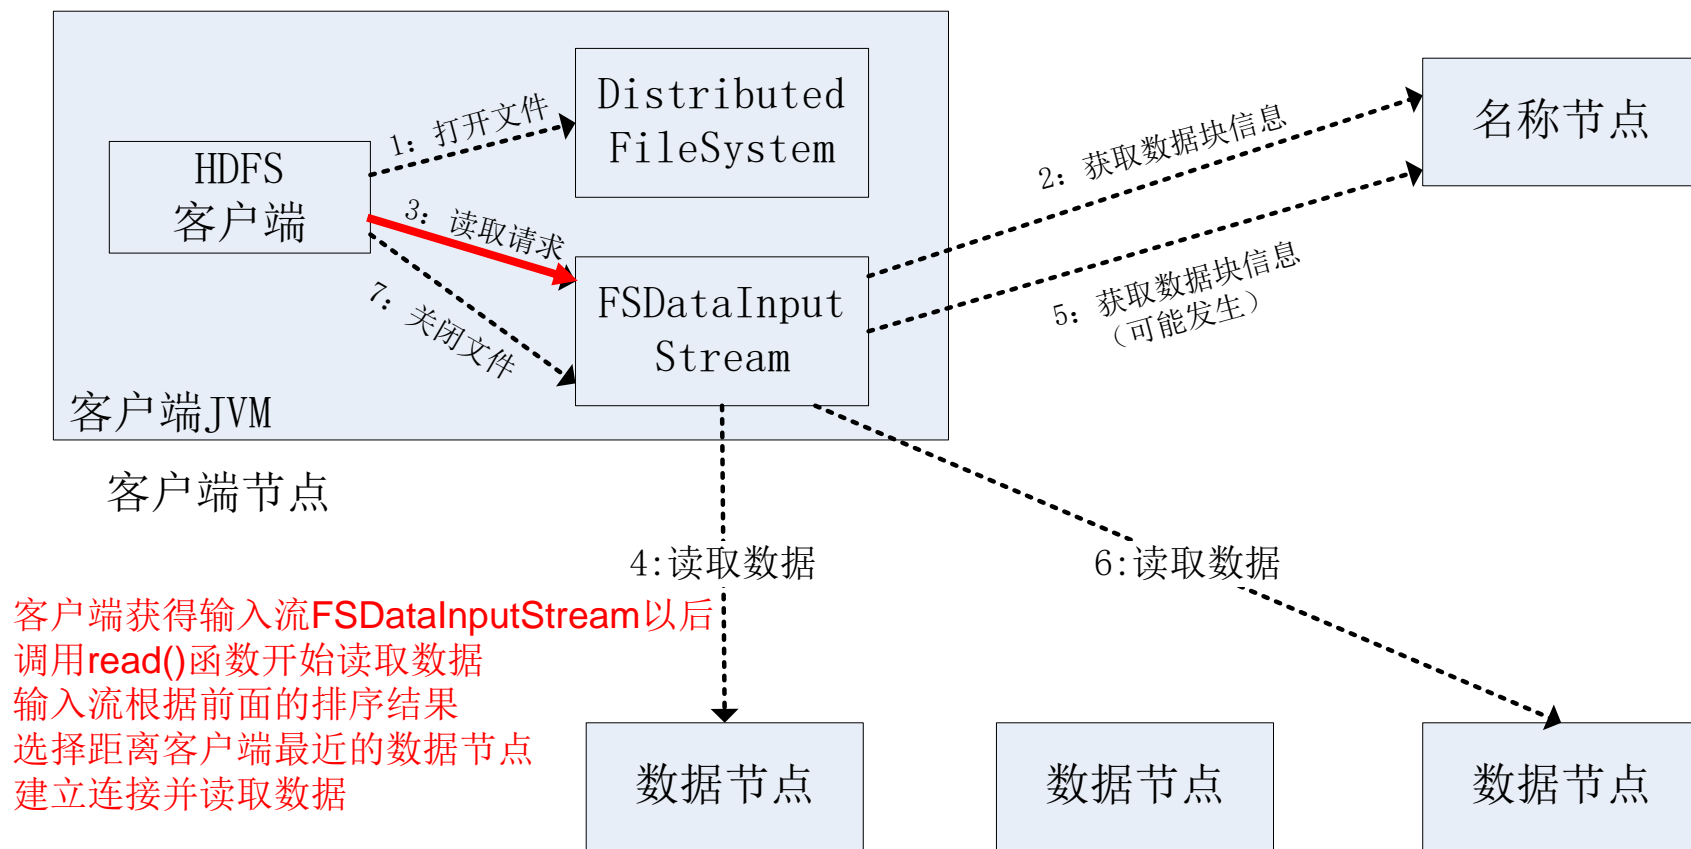 Distributed
FileSystem
名称节点
1：打开文件
2：获取数据块信息
HDFS
客户端
3：读取请求
FSDataInput
Stream
5：获取数据块信息
（可能发生）
7：关闭文件
客户端JVM
客户端节点
4:读取数据
6:读取数据
客户端获得输入流FSDataInputStream以后
调用read()函数开始读取数据
输入流根据前面的排序结果
选择距离客户端最近的数据节点
建立连接并读取数据
数据节点
数据节点
数据节点